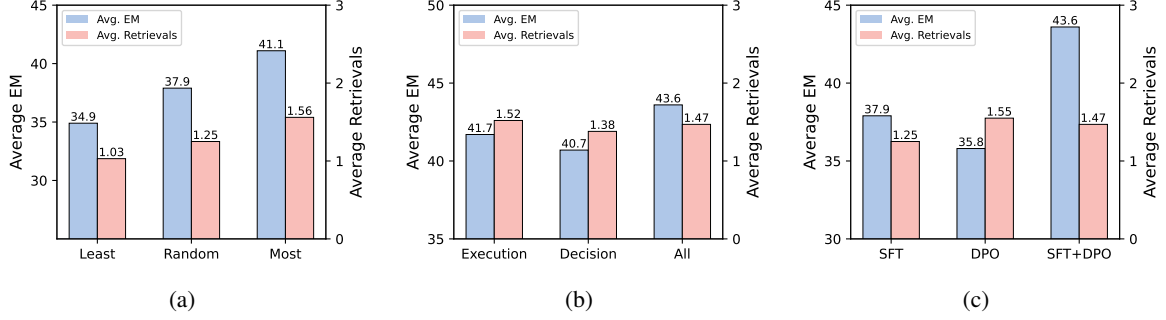 45
40
35
30
Average EM
Avg. EM
Avg. Retrievals
34.9
1.03
37.9
1.25
41.1
1.56
3
2
1
0
Average Retrievals
Least
Random
Most
(a)
50
45
40
35
Average EM
Avg. EM
Avg. Retrievals
41.7
1.52
40.7
1.38
43.6
1.47
3
2
1
0
Average Retrievals
Execution
Decision
All
(b)
45
40
35
30
Average EM
Avg. EM
Avg. Retrievals
37.9
1.25
35.8
1.55
43.6
1.47
3
2
1
0
Average Retrievals
SFT
DPO
SFT+DPO
(c)